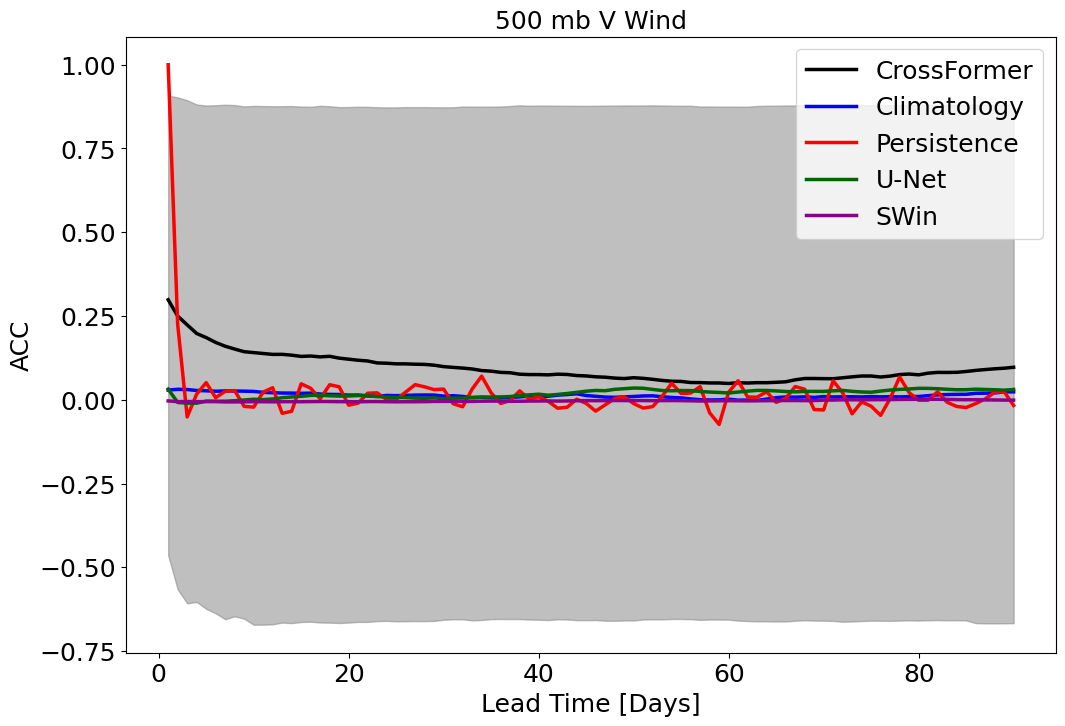 500 mb V Wind
ACC
1.00
0.75
0.50
0.25
0.00
−0.25
−0.50
−0.75
0
20
40
60
80
Lead Time [Days]
CrossFormer
Climatology
Persistence
U-Net
SWin